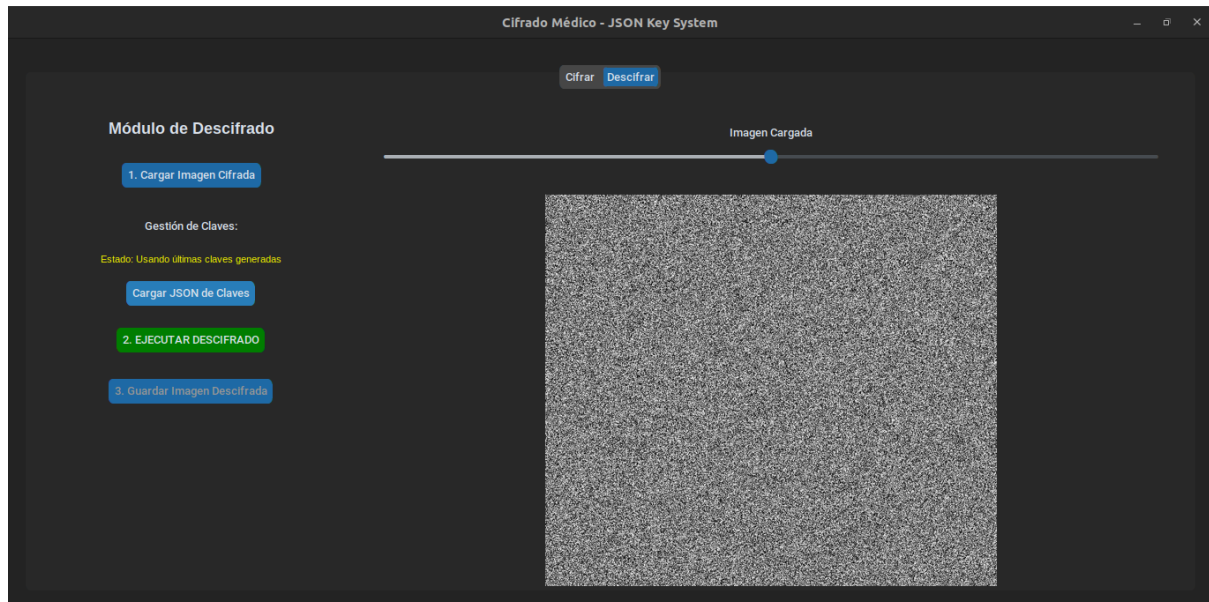 Cifrado Médico - JSON Key System
Cifrar Descifrar
Módulo de Descifrado
1. Cargar Imagen Cifrada
Gestión de Claves:
Estado: Usando últimas claves generadas
Cargar JSON de Claves
2. EJECUTAR DESCIFRADO
3. Guardar Imagen Descifrada
Imagen Cargada